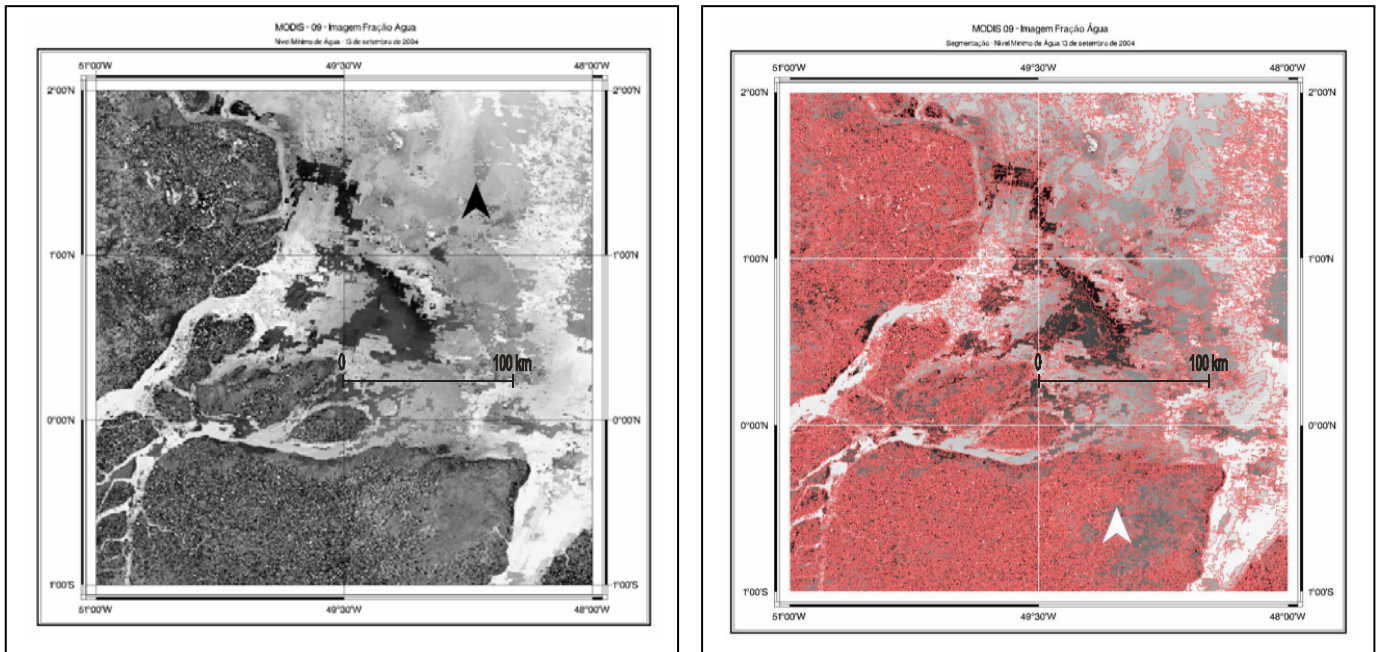 MODIS - 09 - Imagem Fração Água
Nível Mínimo de Água - 13 de setembro de 2004
51°00'W 49°30'W 48°00'W
2°00'N 2°00'N
1°00'N 1°00'N
0 100 km
0°00'N 0°00'N
1°00'S 1°00'S
51°00'W 49°30'W 48°00'W
MODIS 09 - Imagem Fração Água
Segmentação - Nível Mínimo de Água 13 de setembro de 2004
51°00'W 49°30'W 48°00'W
2°00'N 2°00'N
1°00'N 1°00'N
0 100 km
0°00'N 0°00'N
1°00'S 1°00'S
51°00'W 49°30'W 48°00'W